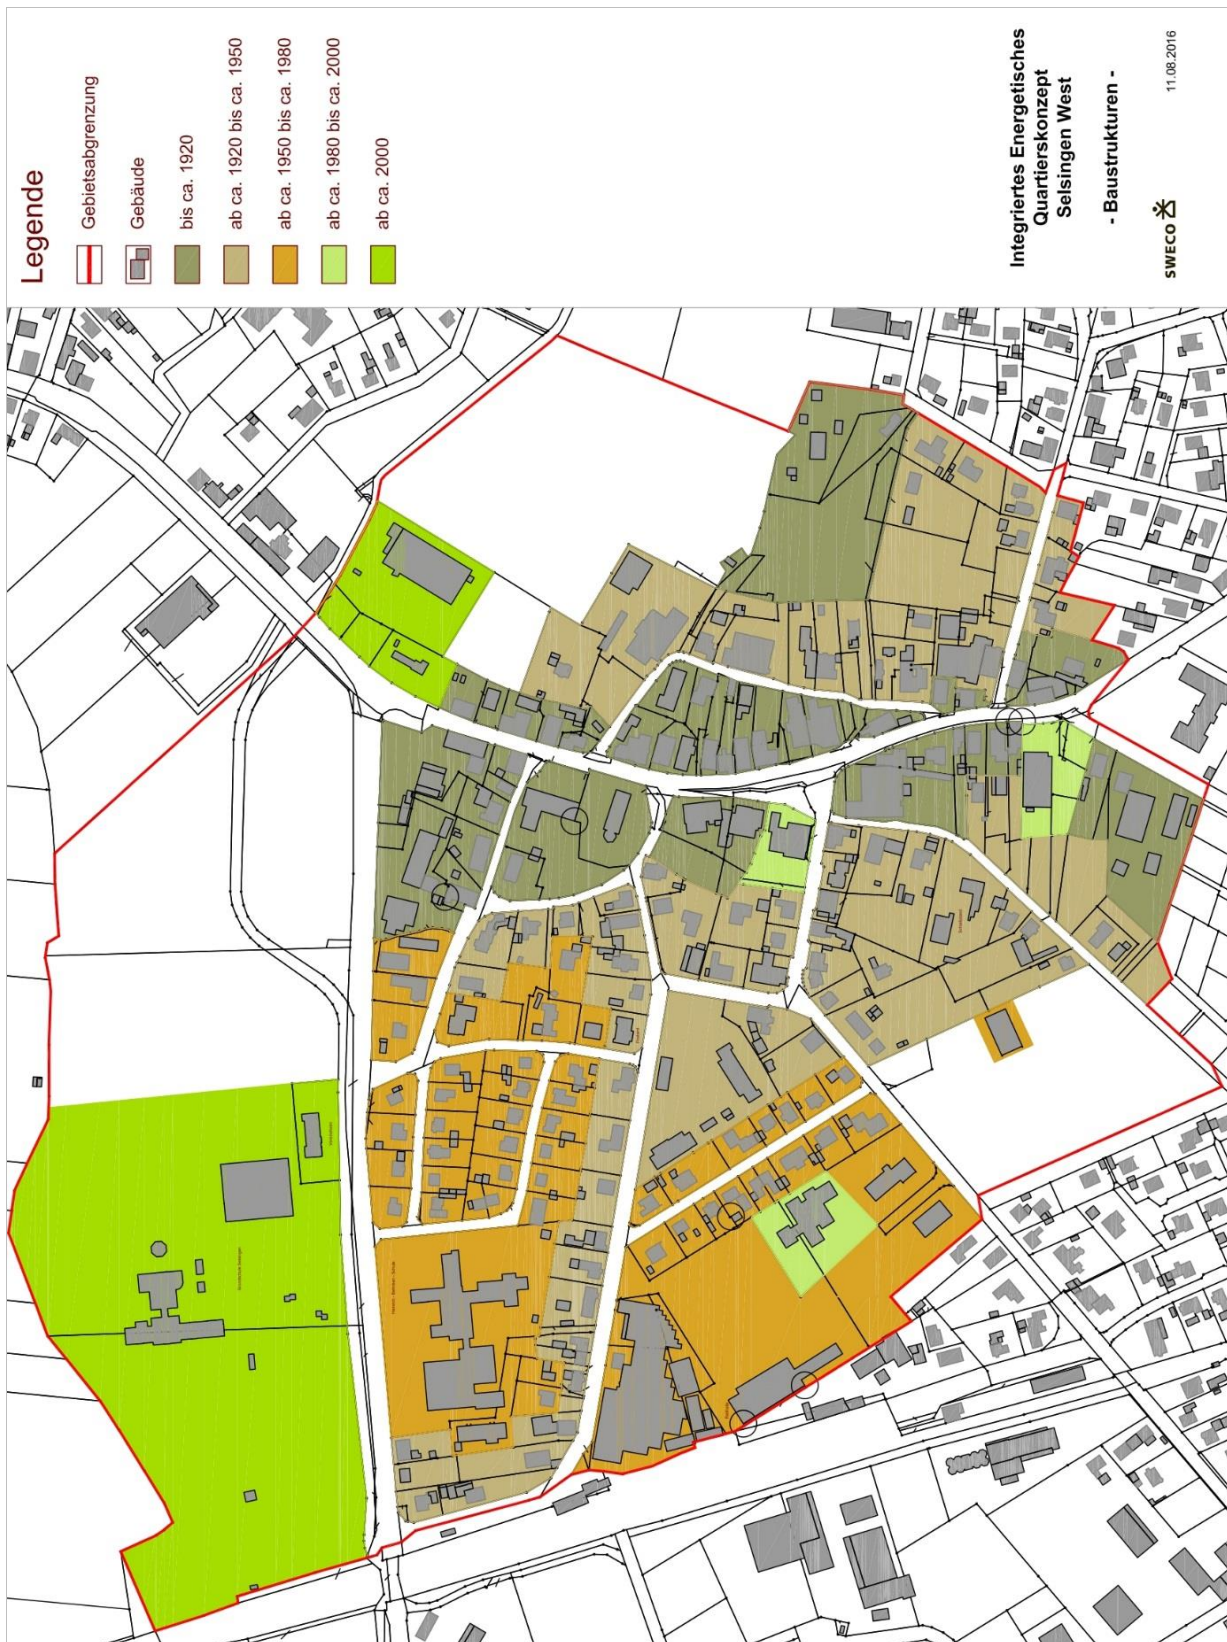 Legende
Gebietsabgrenzung
Gebäude
bis ca. 1920
ab ca. 1920 bis ca. 1950
ab ca. 1950 bis ca. 1980
ab ca. 1980 bis ca. 2000
ab ca. 2000
Integriertes Energetisches
Quartierskonzept
Selsingen West
- Baustrukturen -
SWECO
11.08.2016